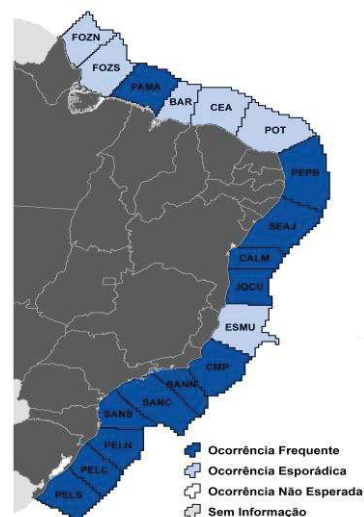 FOZN
FOZS
PAMA
BAR
CEA
POT
PEPB
SEAJ
CALM
JQCU
ESMU
CMP
BANN
SANC
SANS
PELN
PELC
PELS
Ocorrência Frequente
Ocorrência Esporádica
Ocorrência Não Esperada
Sem Informação